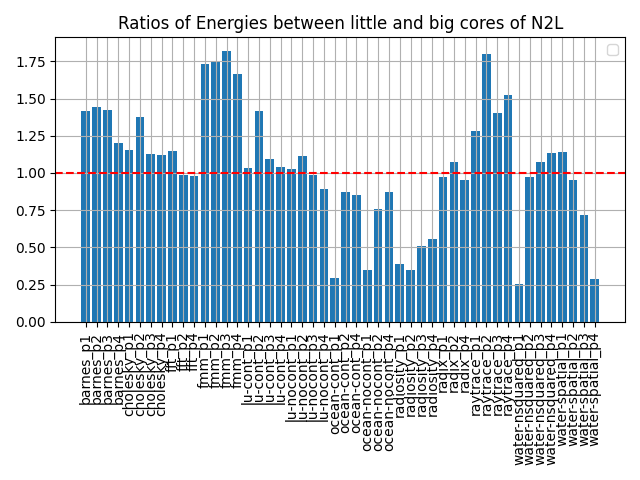 Ratios of Energies between little and big cores of N2L
1.75
1.50
1.25
1.00
0.75
0.50
0.25
0.00
barnes_p1
barnes_p2
barnes_p3
barnes_p4
cholesky_p1
cholesky_p2
cholesky_p3
cholesky_p4
fft_p1
fft_p2
fft_p4
fmm_p1
fmm_p2
fmm_p3
fmm_p4
lu-cont_p1
lu-cont_p2
lu-cont_p3
lu-cont_p4
lu-nocont_p1
lu-nocont_p2
lu-nocont_p3
lu-nocont_p4
ocean-cont_p1
ocean-cont_p2
ocean-cont_p4
ocean-nocont_p1
ocean-nocont_p2
ocean-nocont_p4
radiosity_p1
radiosity_p2
radiosity_p3
radiosity_p4
radix_p1
radix_p2
radix_p4
raytrace_p1
raytrace_p2
raytrace_p3
raytrace_p4
water-nsquared_p1
water-nsquared_p2
water-nsquared_p3
water-nsquared_p4
water-spatial_p1
water-spatial_p2
water-spatial_p3
water-spatial_p4